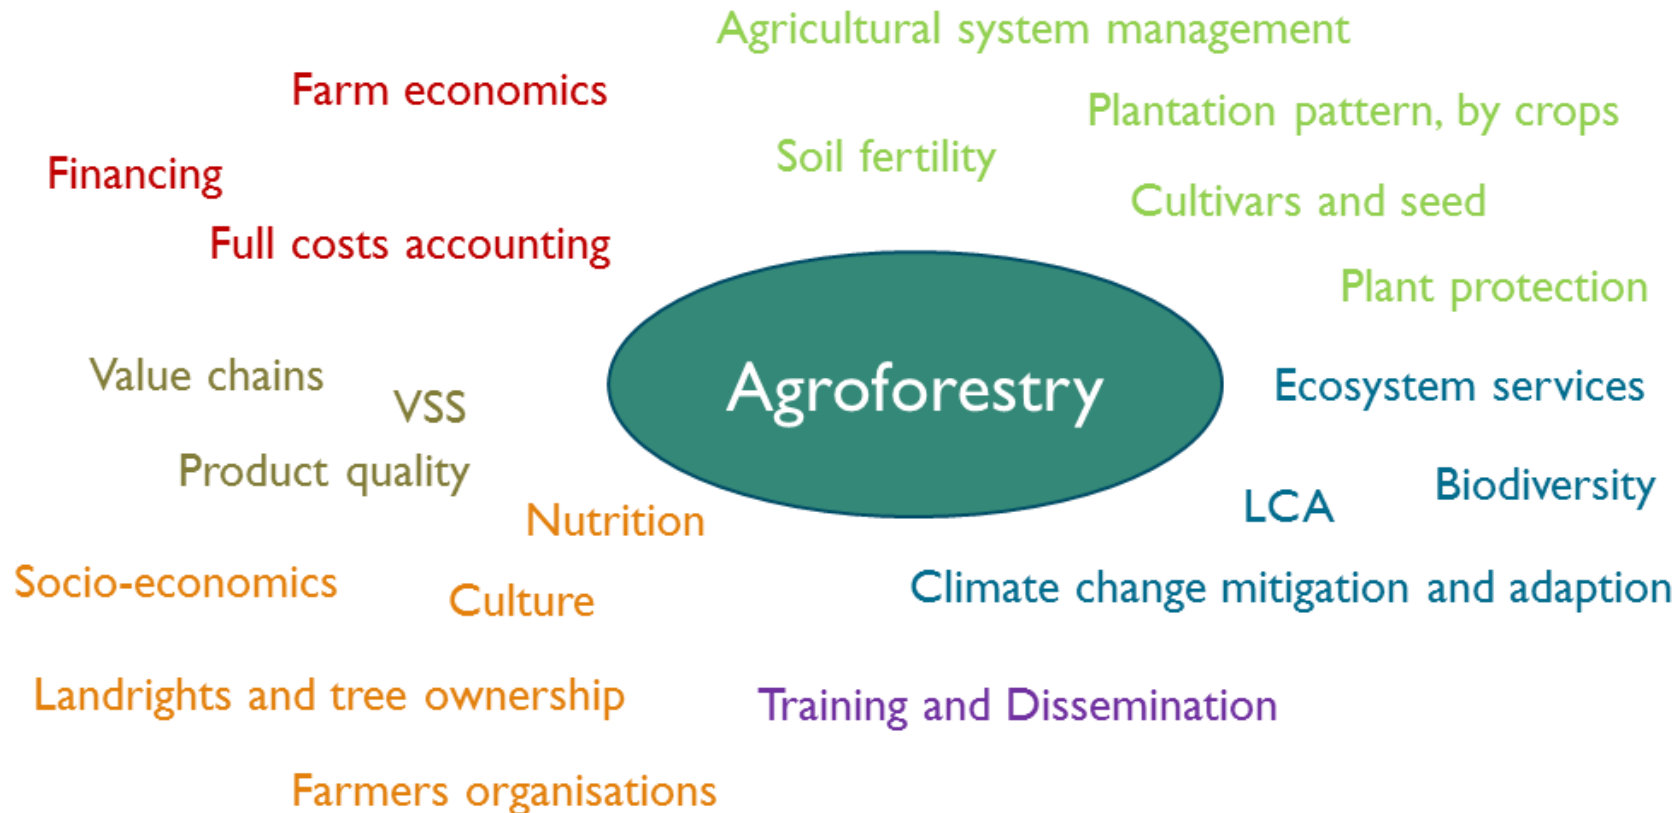 Agricultural system management
Farm economics
Plantation pattern, by crops
Soil fertility
Financing
Cultivars and seed
Full costs accounting
Plant protection
Value chains
Agroforestry
Ecosystem services
VSS
Product quality
Biodiversity
LCA
Nutrition
Socio-economics
Culture
Climate change mitigation and adaption
Landrights and tree ownership
Training and Dissemination
Farmers organisations